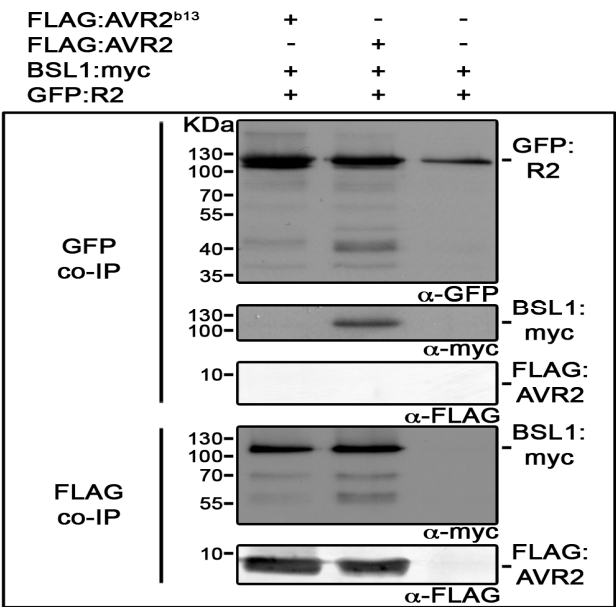 FLAG:AVR2ᵇ¹³ + - -
FLAG:AVR2 - + -
BSL1:myc + + +
GFP:R2 + + +
KDa
130-
100-
70-
55-
40-
35-
GFP:
R2
α-GFP
GFP
co-IP
130-
100-
BSL1:
myc
α-myc
10-
FLAG:
AVR2
α-FLAG
130-
100-
70-
55-
BSL1:
myc
α-myc
FLAG
co-IP
10-
FLAG:
AVR2
α-FLAG